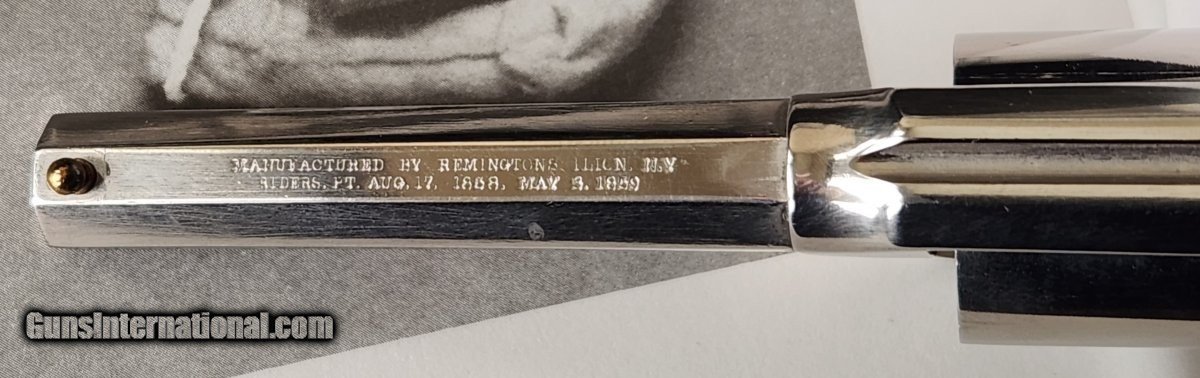 MANUFACTURED BY REMINGTONS, ILION, N.Y
RIDERS, PT. AUG. 17, 1858, MAY 3, 1859
GunsInternational.com